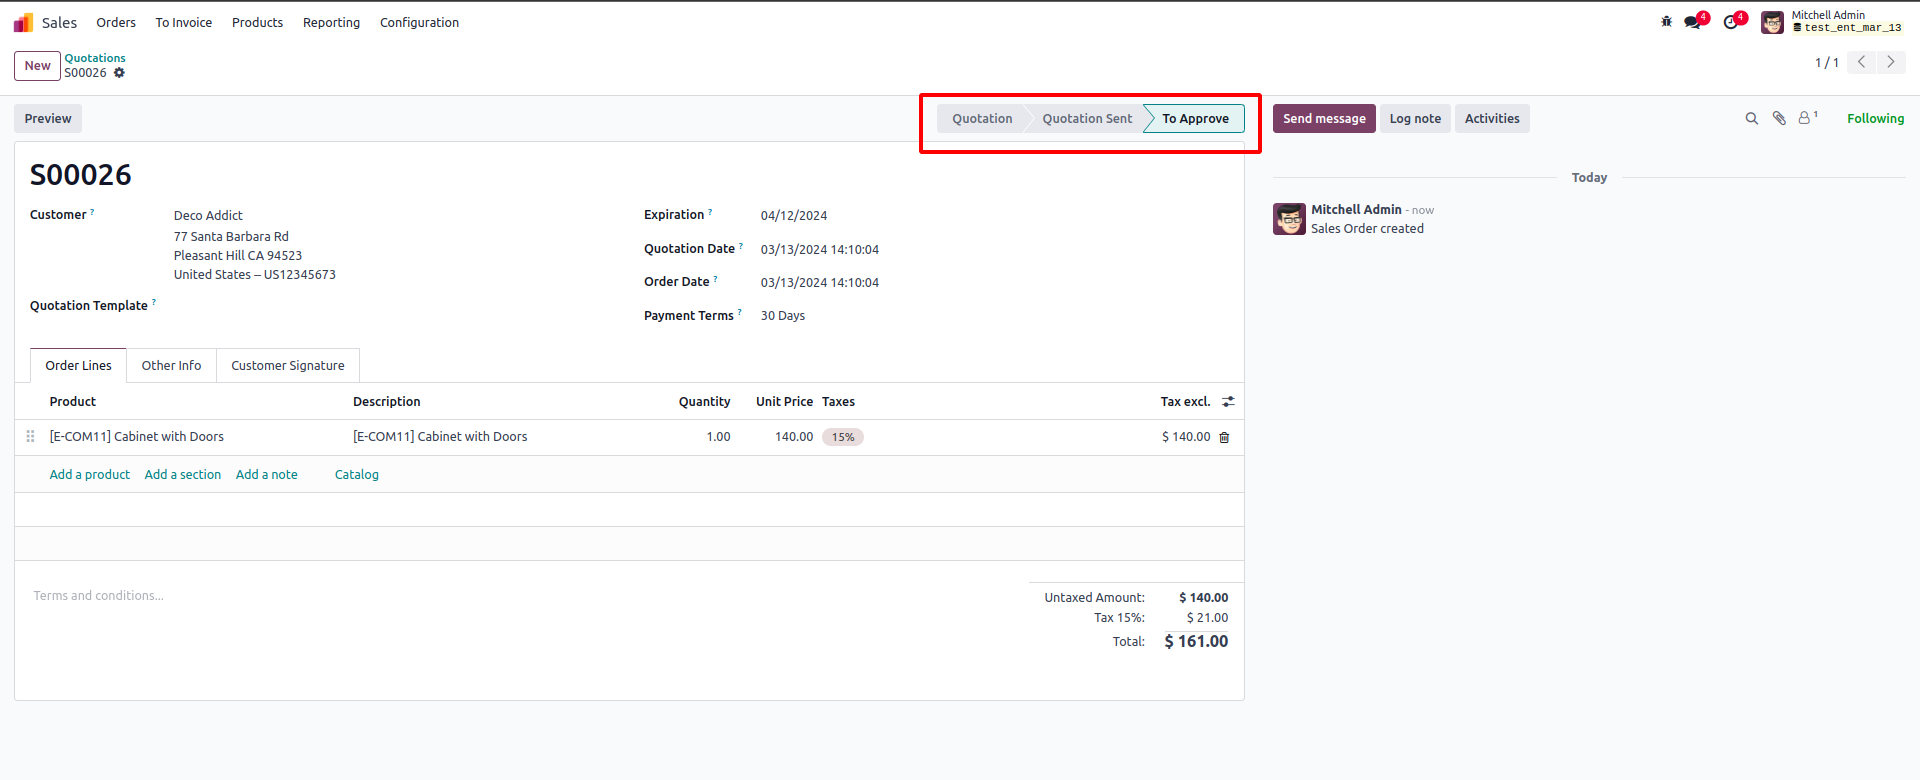 Sales Orders To Invoice Products Reporting Configuration 4 4 Mitchell Admin
test_ent_mar_13
New Quotations
S00026
1 / 1
Preview Quotation Quotation Sent To Approve Send message Log note Activities 1 Following
S00026
Today
Customer ? Deco Addict
77 Santa Barbara Rd
Pleasant Hill CA 94523
United States – US12345673
Quotation Template ?
Expiration ? 04/12/2024
Quotation Date ? 03/13/2024 14:10:04
Order Date ? 03/13/2024 14:10:04
Payment Terms ? 30 Days
Mitchell Admin - now
Sales Order created
Order Lines Other Info Customer Signature
Product Description Quantity Unit Price Taxes Tax excl.
[E-COM11] Cabinet with Doors [E-COM11] Cabinet with Doors 1.00 140.00 15% $ 140.00
Add a product Add a section Add a note Catalog
Terms and conditions...
Untaxed Amount: $ 140.00
Tax 15%: $ 21.00
Total: $ 161.00